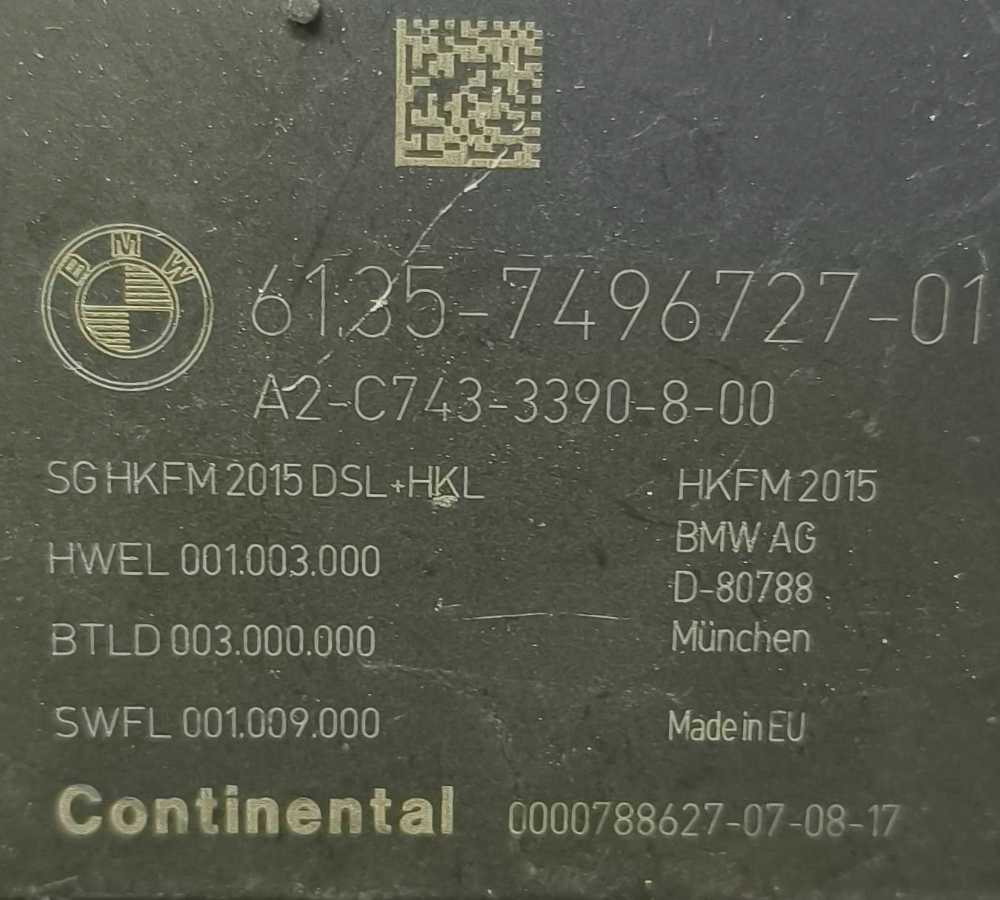 BMW
6135-7496727-01
A2-C743-3390-8-00
SG HKFM 2015 DSL+HKL
HWEL 001.003.000
BTLD 003.000.000
SWFL 001.009.000
HKFM 2015
BMW AG
D-80788
München
Made in EU
Continental
0000788627-07-08-17